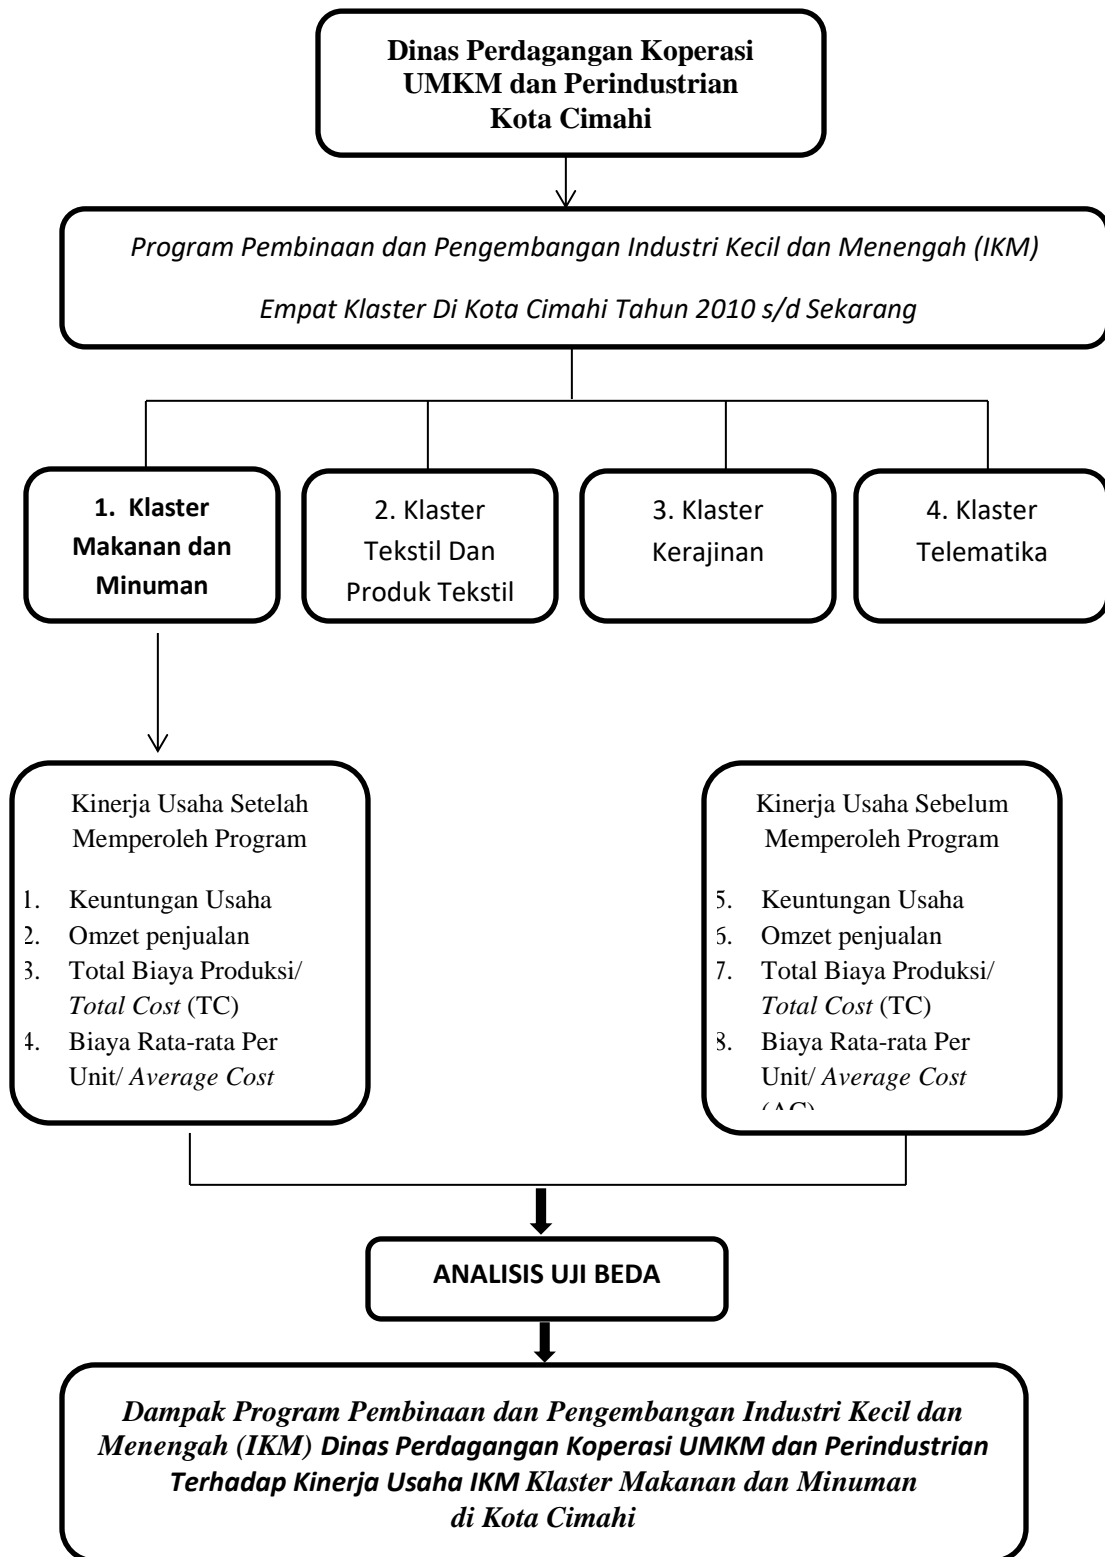 Dinas Perdagangan Koperasi
UMKM dan Perindustrian
Kota Cimahi
Program Pembinaan dan Pengembangan Industri Kecil dan Menengah (IKM)
Empat Klaster Di Kota Cimahi Tahun 2010 s/d Sekarang
1. Klaster
Makanan dan
Minuman
2. Klaster
Tekstil Dan
Produk Tekstil
3. Klaster
Kerajinan
4. Klaster
Telematika
Kinerja Usaha Setelah
Memperoleh Program
1. Keuntungan Usaha
2. Omzet penjualan
3. Total Biaya Produksi/
Total Cost (TC)
4. Biaya Rata-rata Per
Unit/ Average Cost
Kinerja Usaha Sebelum
Memperoleh Program
5. Keuntungan Usaha
6. Omzet penjualan
7. Total Biaya Produksi/
Total Cost (TC)
8. Biaya Rata-rata Per
Unit/ Average Cost
(AC)
ANALISIS UJI BEDA
Dampak Program Pembinaan dan Pengembangan Industri Kecil dan
Menengah (IKM) Dinas Perdagangan Koperasi UMKM dan Perindustrian
Terhadap Kinerja Usaha IKM Klaster Makanan dan Minuman
di Kota Cimahi